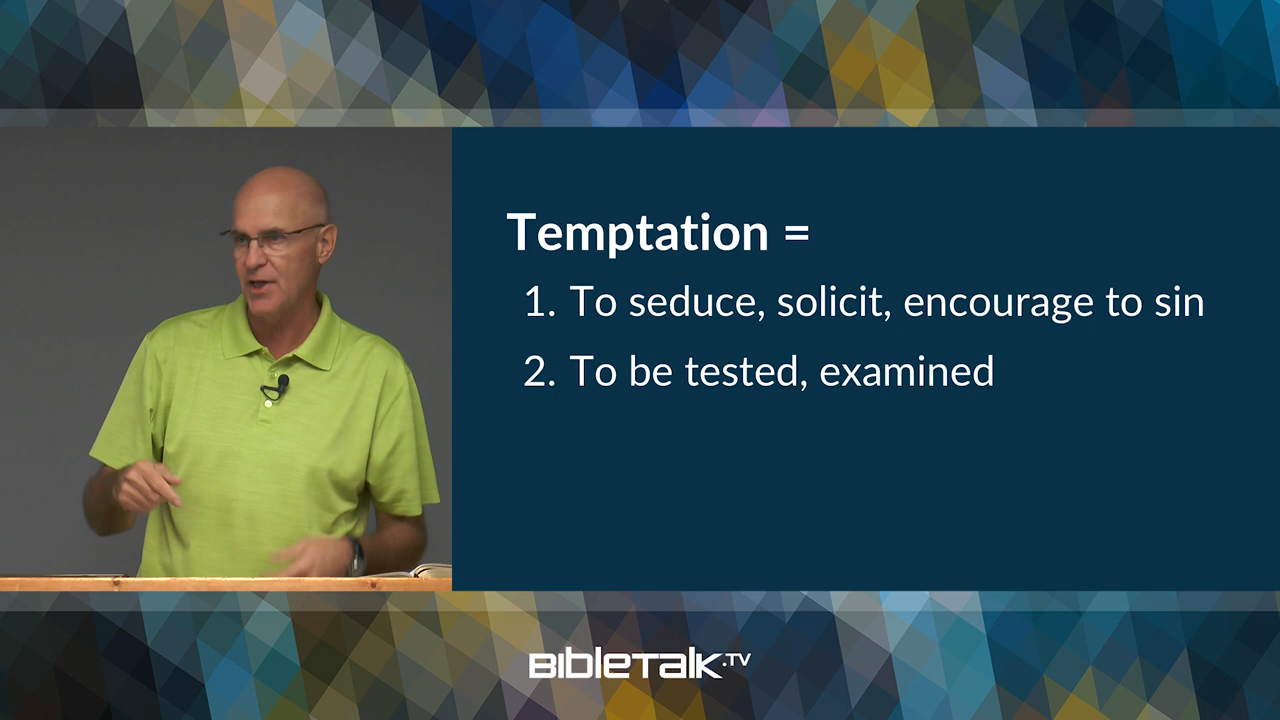 Temptation =
1. To seduce, solicit, encourage to sin
2. To be tested, examined
BIBLETALK.TV